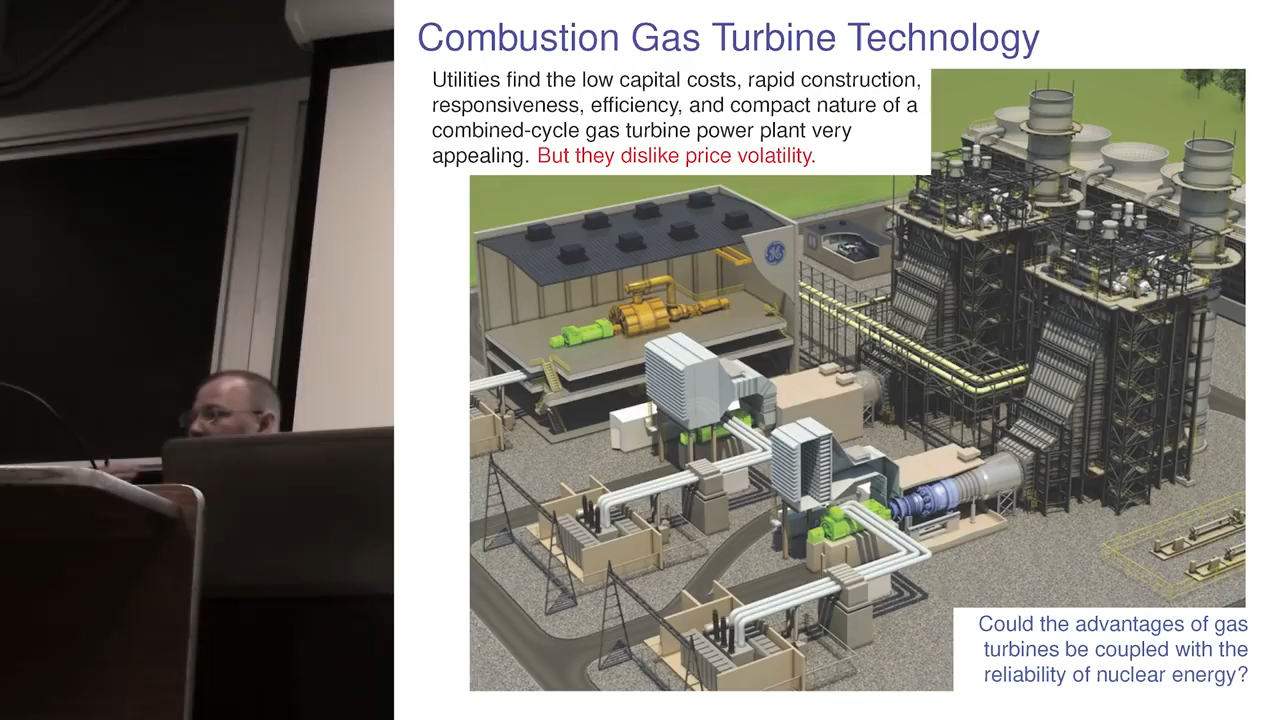 Combustion Gas Turbine Technology
Utilities find the low capital costs, rapid construction,
responsiveness, efficiency, and compact nature of a
combined-cycle gas turbine power plant very
appealing. But they dislike price volatility.
Could the advantages of gas
turbines be coupled with the
reliability of nuclear energy?